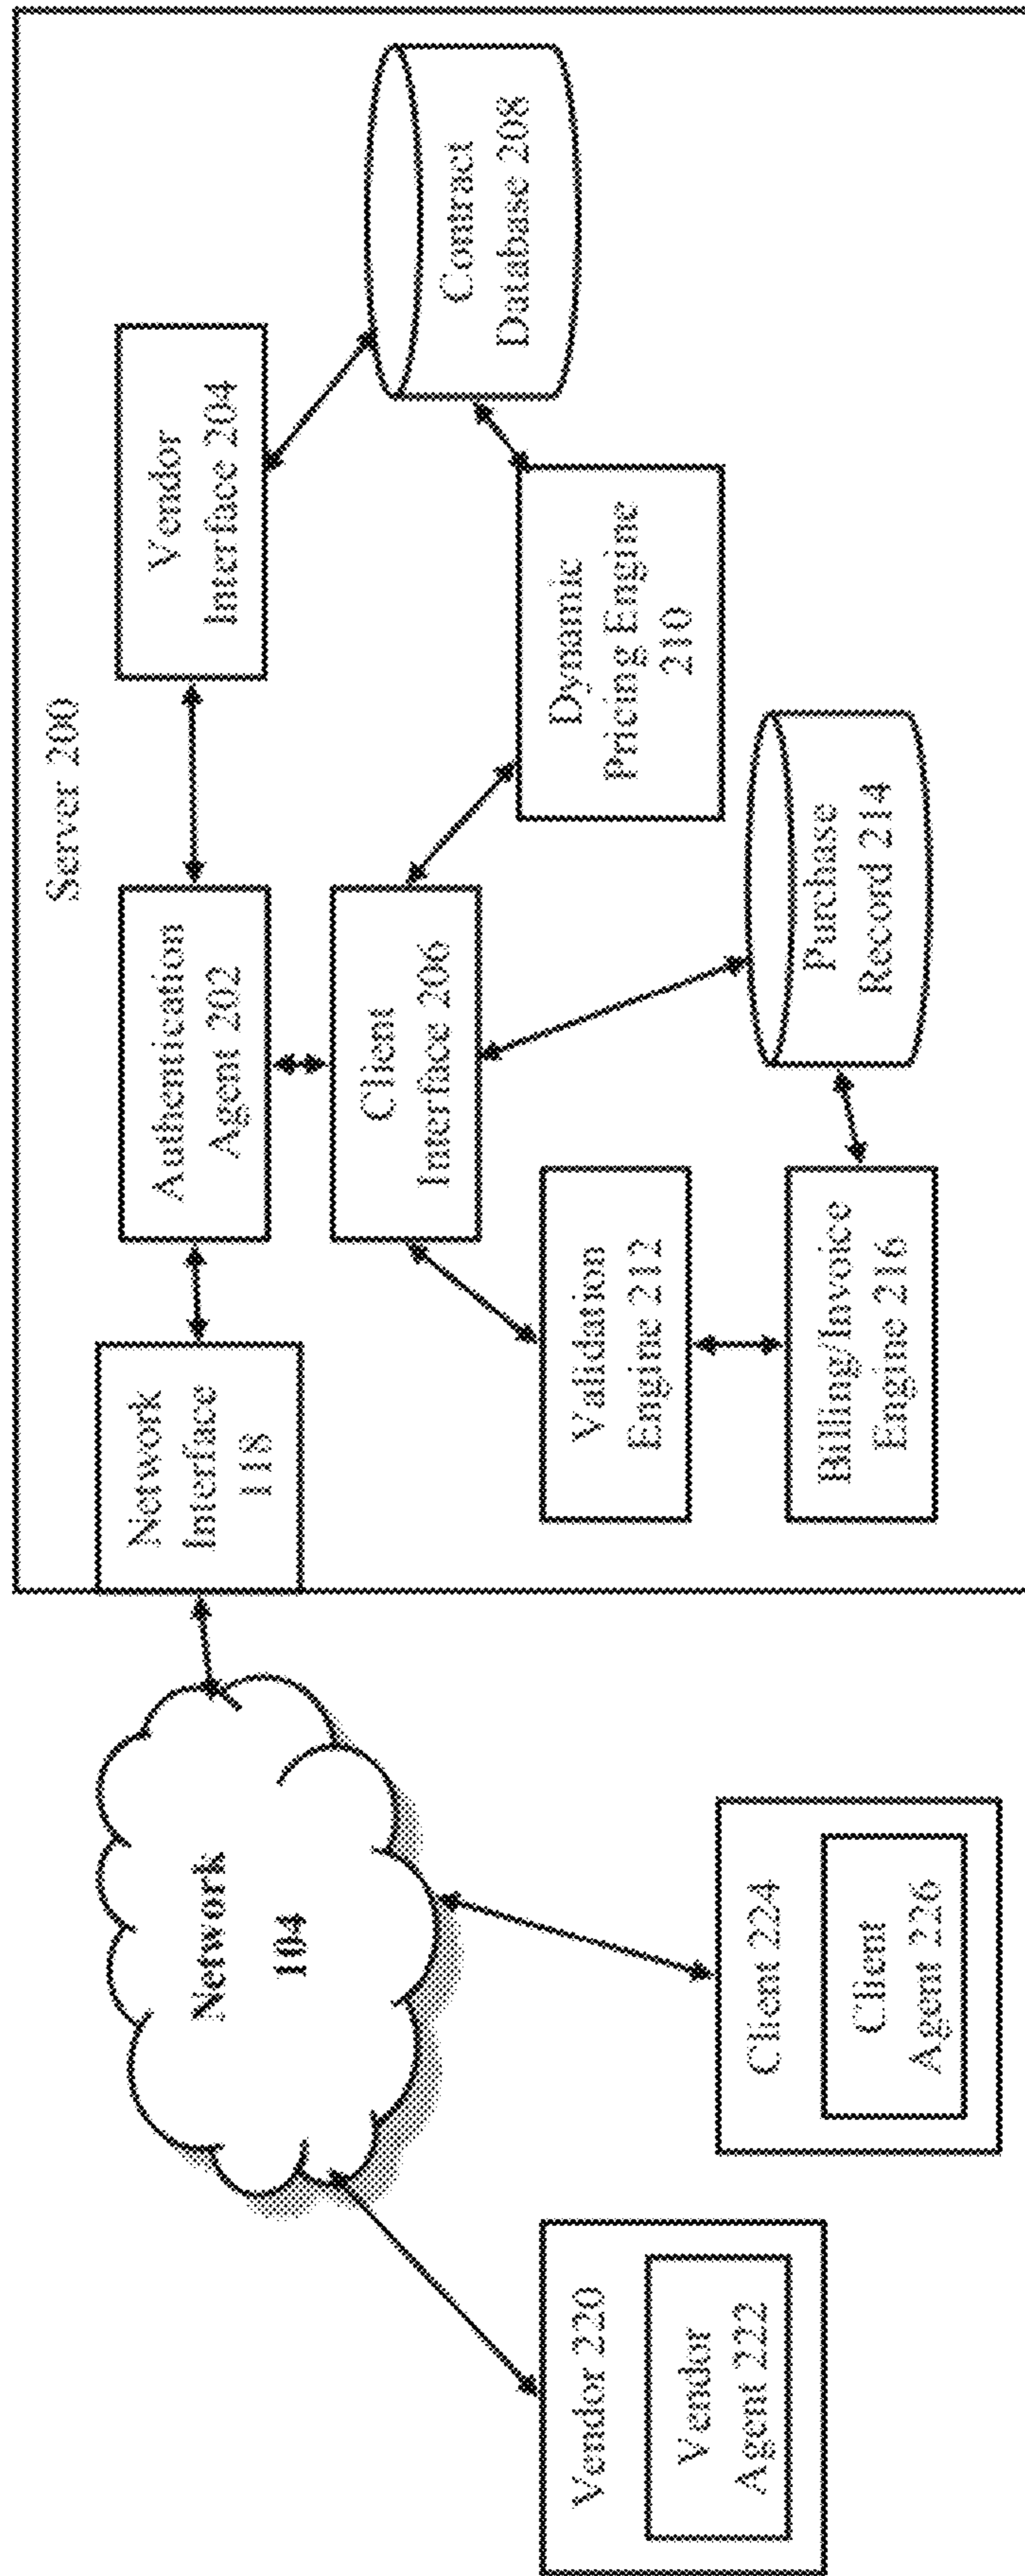 Server 200
Network
Interface
118
Authentication
Agent 202
Vendor
Interface 204
Client
Interface 206
Contract
Database 208
Dynamic
Pricing Engine
210
Validation
Engine 212
Purchase
Record 214
Billing/Invoice
Engine 216
Network
104
Vendor 220
Vendor
Agent 222
Client 224
Client
Agent 226